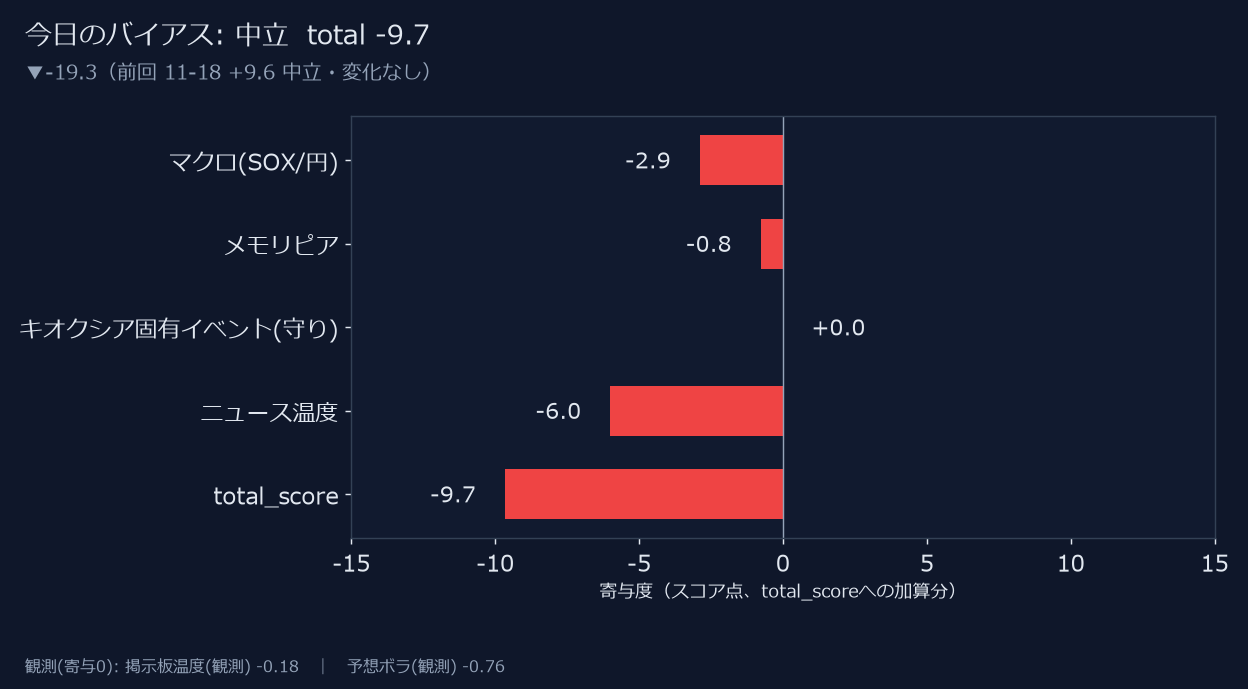 今日のバイアス: 中立  total -9.7
▼-19.3（前回 11-18 +9.6 中立・変化なし）
マクロ(SOX/円)
-2.9
メモリピア
-0.8
キオクシア固有イベント(守り)
+0.0
ニュース温度
-6.0
total_score
-9.7
-15 -10 -5 0 5 10 15
寄与度（スコア点、total_scoreへの加算分）
観測(寄与0): 掲示板温度(観測) -0.18 ｜ 予想ボラ(観測) -0.76